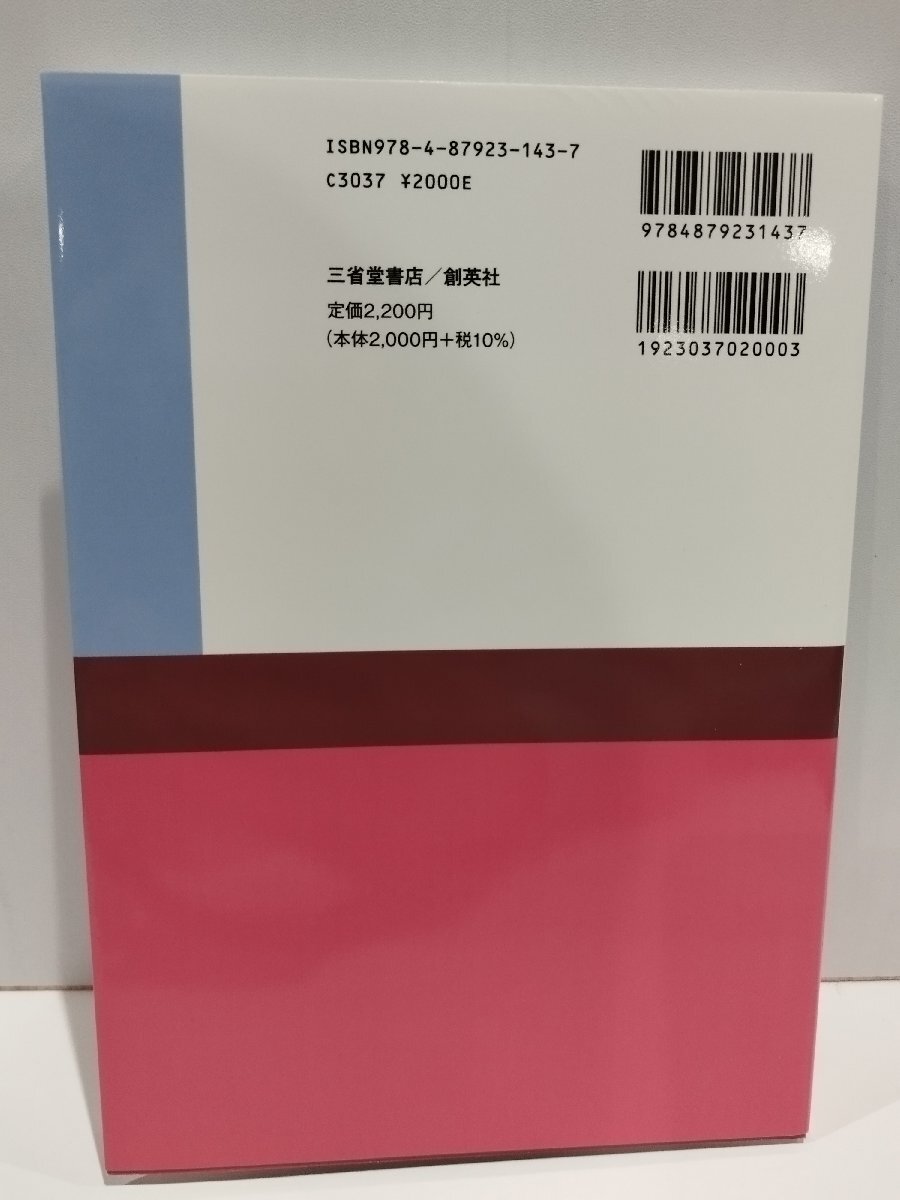 ISBN978-4-87923-143-7
C3037 ¥2000E
9784879231437
三省堂書店／創英社
定価2,200円
(本体2,000円+税10%)
1923037020003